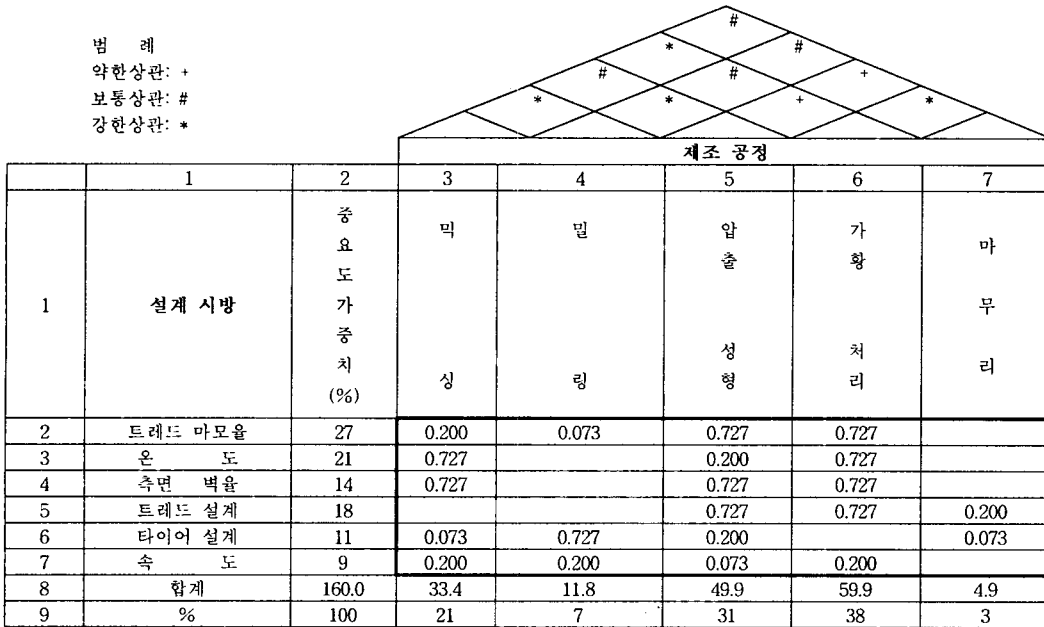 범 례
약한상관: +
보통상관: #
강한상관: *
#
* #
# # +
* * + *
제조 공정
1 2 3 4 5 6 7
1 설계 시방 중요도가중치(%) 믹싱 밀링 압출성형 가황처리 마무리
2 트레드 마모율 27 0.200 0.073 0.727 0.727
3 온 도 21 0.727 0.200 0.727
4 측면 벽율 14 0.727 0.727 0.727
5 트레드 설계 18 0.727 0.727 0.200
6 타이어 설계 11 0.073 0.727 0.200 0.073
7 속 도 9 0.200 0.200 0.073 0.200
8 합계 160.0 33.4 11.8 49.9 59.9 4.9
9 % 100 21 7 31 38 3